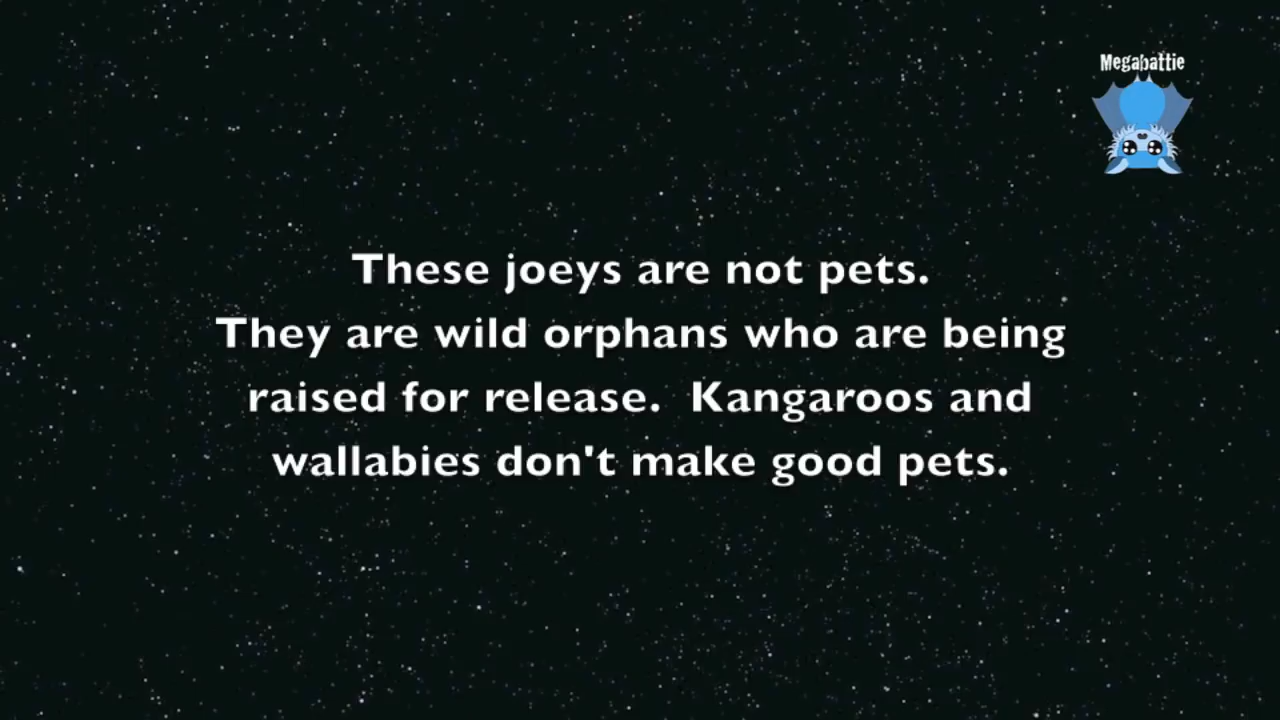 Megabattie
These joeys are not pets.
They are wild orphans who are being
raised for release.  Kangaroos and
wallabies don't make good pets.